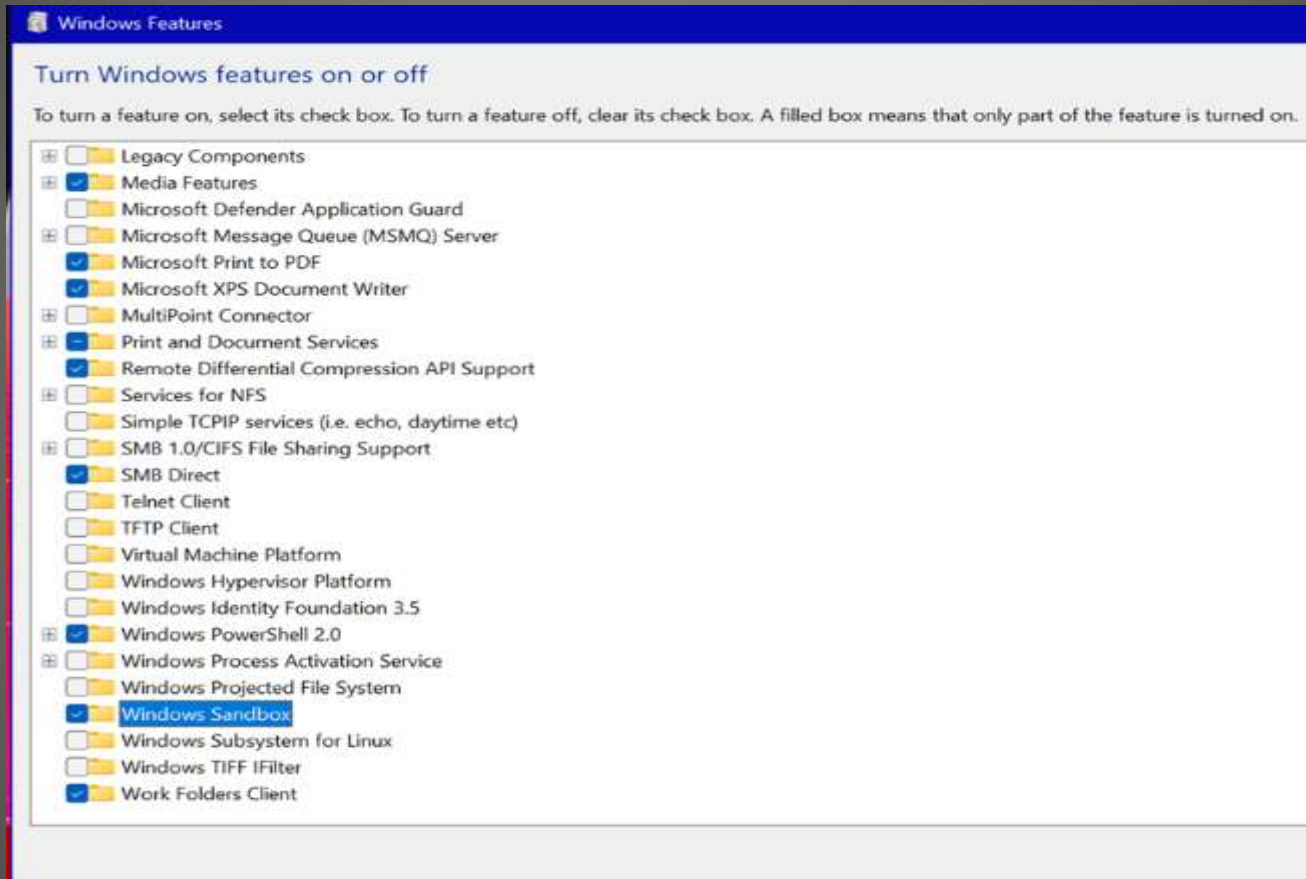 Windows Features
Turn Windows features on or off
To turn a feature on, select its check box. To turn a feature off, clear its check box. A filled box means that only part of the feature is turned on.
Legacy Components
Media Features
Microsoft Defender Application Guard
Microsoft Message Queue (MSMQ) Server
Microsoft Print to PDF
Microsoft XPS Document Writer
MultiPoint Connector
Print and Document Services
Remote Differential Compression API Support
Services for NFS
Simple TCPIP services (i.e. echo, daytime etc)
SMB 1.0/CIFS File Sharing Support
SMB Direct
Telnet Client
TFTP Client
Virtual Machine Platform
Windows Hypervisor Platform
Windows Identity Foundation 3.5
Windows PowerShell 2.0
Windows Process Activation Service
Windows Projected File System
Windows Sandbox
Windows Subsystem for Linux
Windows TIFF IFilter
Work Folders Client